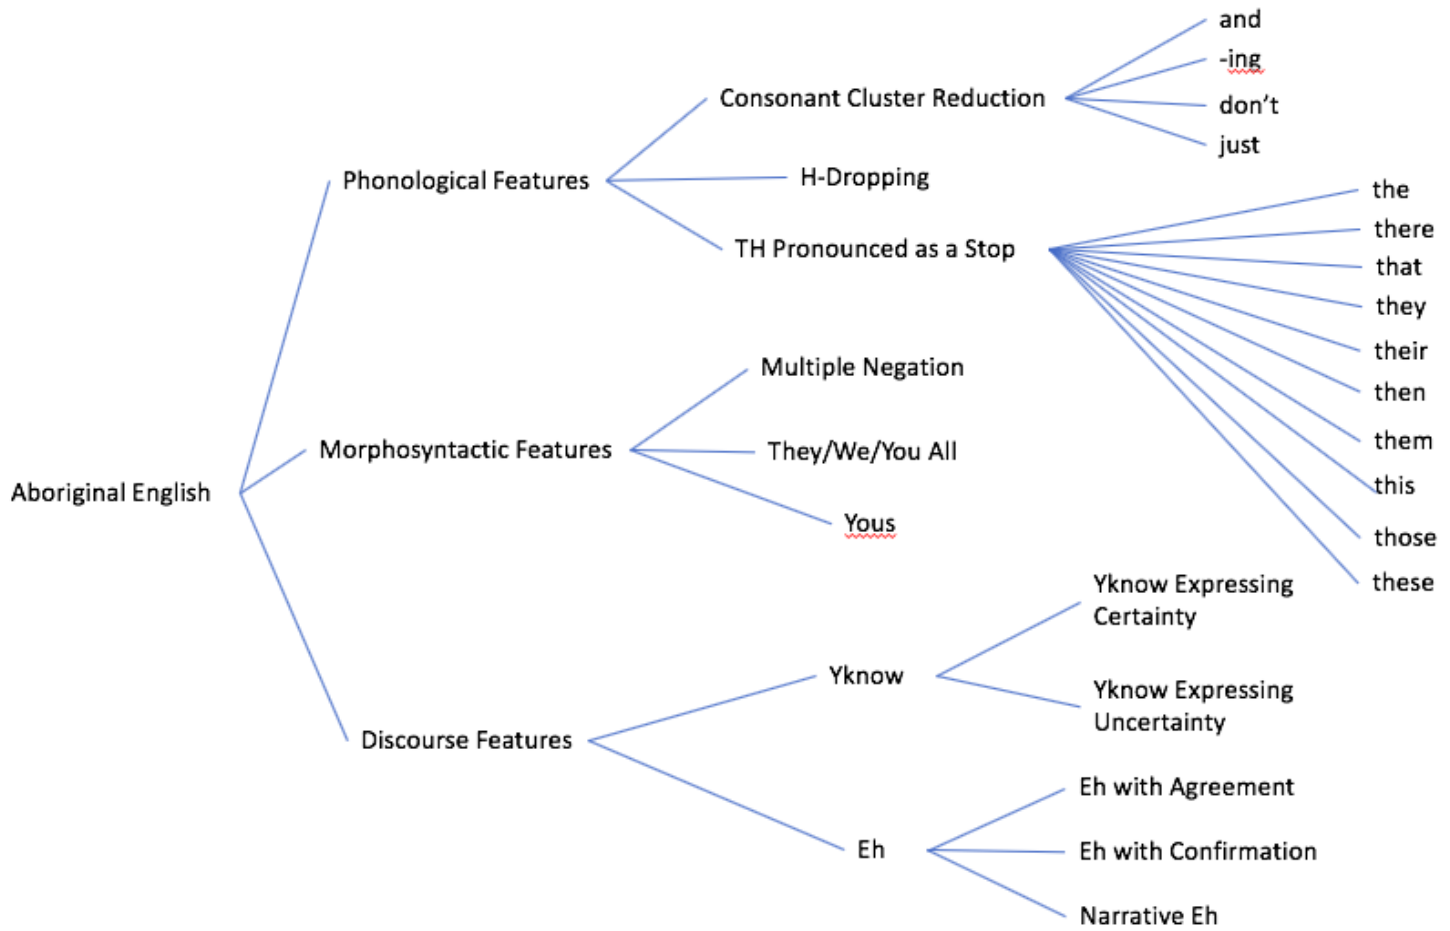 and
-ing
Consonant Cluster Reduction
don't
just
Phonological Features
H-Dropping
the
there
TH Pronounced as a Stop
that
they
their
Multiple Negation
then
them
Morphosyntactic Features
They/We/You All
this
Aboriginal English
Yous
those
these
Yknow Expressing
Certainty
Yknow
Yknow Expressing
Uncertainty
Discourse Features
Eh with Agreement
Eh
Eh with Confirmation
Narrative Eh